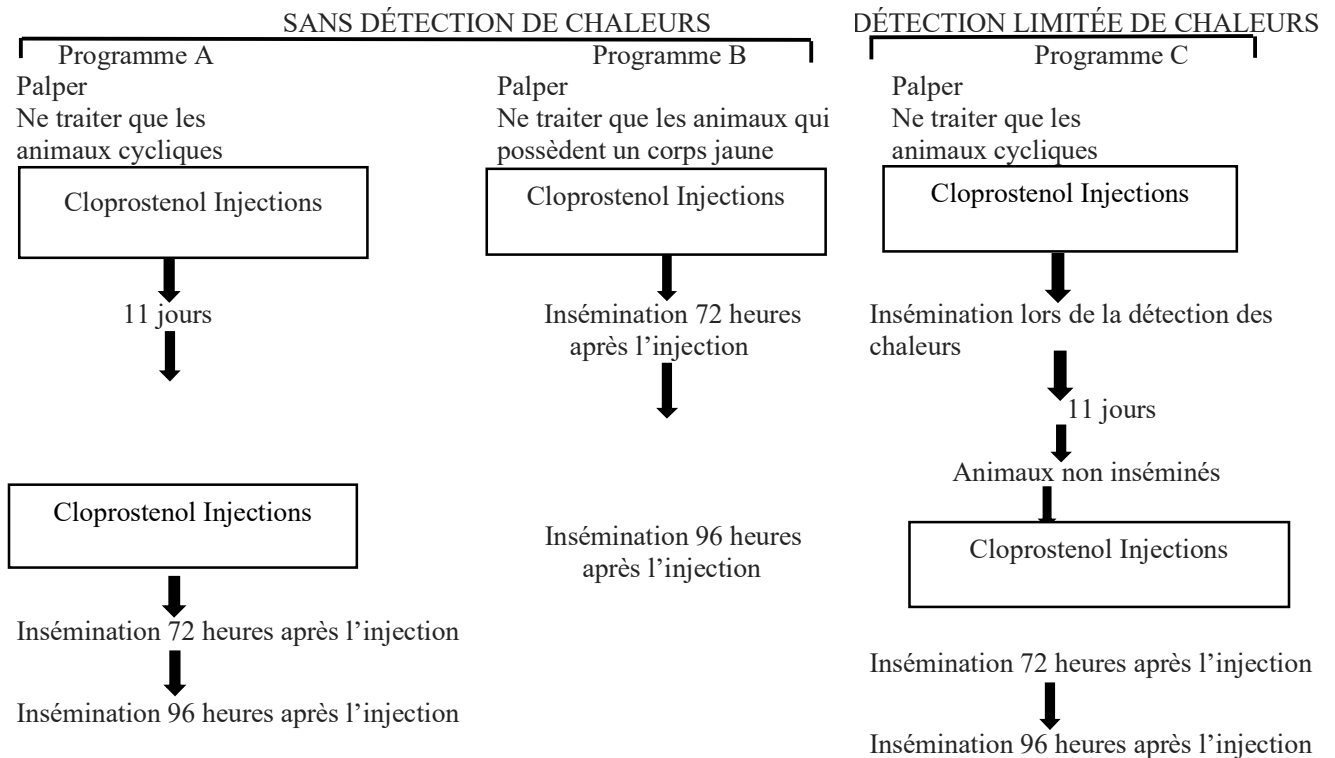 SANS DÉTECTION DE CHALEURS
Programme A
Palper
Ne traiter que les
animaux cycliques
Cloprostenol Injections
11 jours
Cloprostenol Injections
Insémination 72 heures après l’injection
Insémination 96 heures après l’injection
Programme B
Palper
Ne traiter que les animaux qui
possèdent un corps jaune
Cloprostenol Injections
Insémination 72 heures
après l’injection
Insémination 96 heures
après l’injection
DÉTECTION LIMITÉE DE CHALEURS
Programme C
Palper
Ne traiter que les
animaux cycliques
Cloprostenol Injections
Insémination lors de la détection des
chaleurs
11 jours
Animaux non inséminés
Cloprostenol Injections
Insémination 72 heures après l’injection
Insémination 96 heures après l’injection